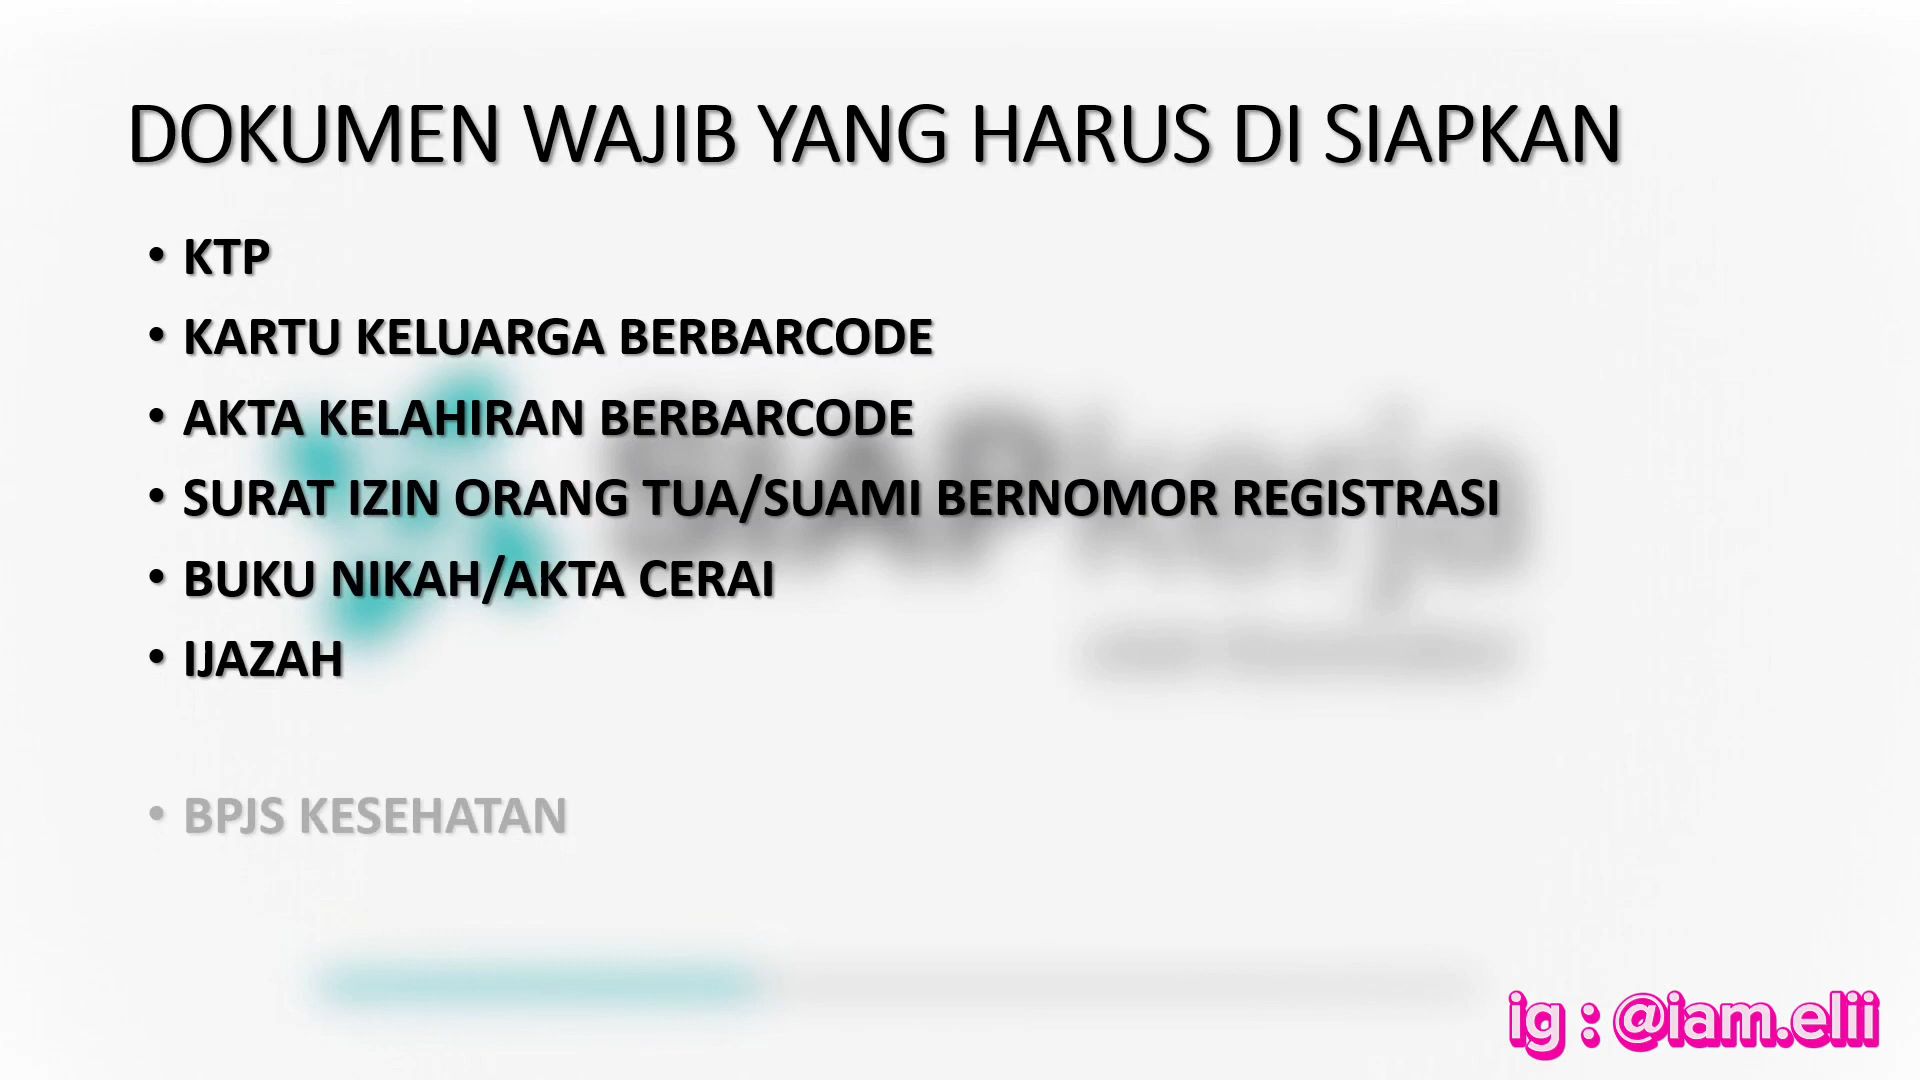 DOKUMEN WAJIB YANG HARUS DI SIAPKAN
• KTP
• KARTU KELUARGA BERBARCODE
• AKTA KELAHIRAN BERBARCODE
• SURAT IZIN ORANG TUA/SUAMI BERNOMOR REGISTRASI
• BUKU NIKAH/AKTA CERAI
• IJAZAH
• BPJS KESEHATAN
SIAPkerja
ig : @iam.elii